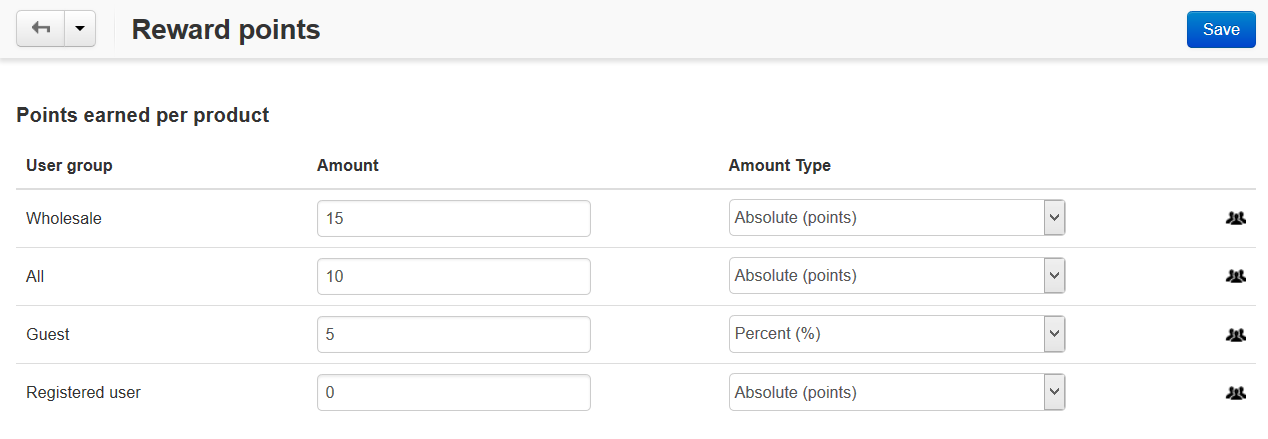 Reward points
Save
Points earned per product
User group Amount Amount Type
Wholesale 15 Absolute (points)
All 10 Absolute (points)
Guest 5 Percent (%)
Registered user 0 Absolute (points)